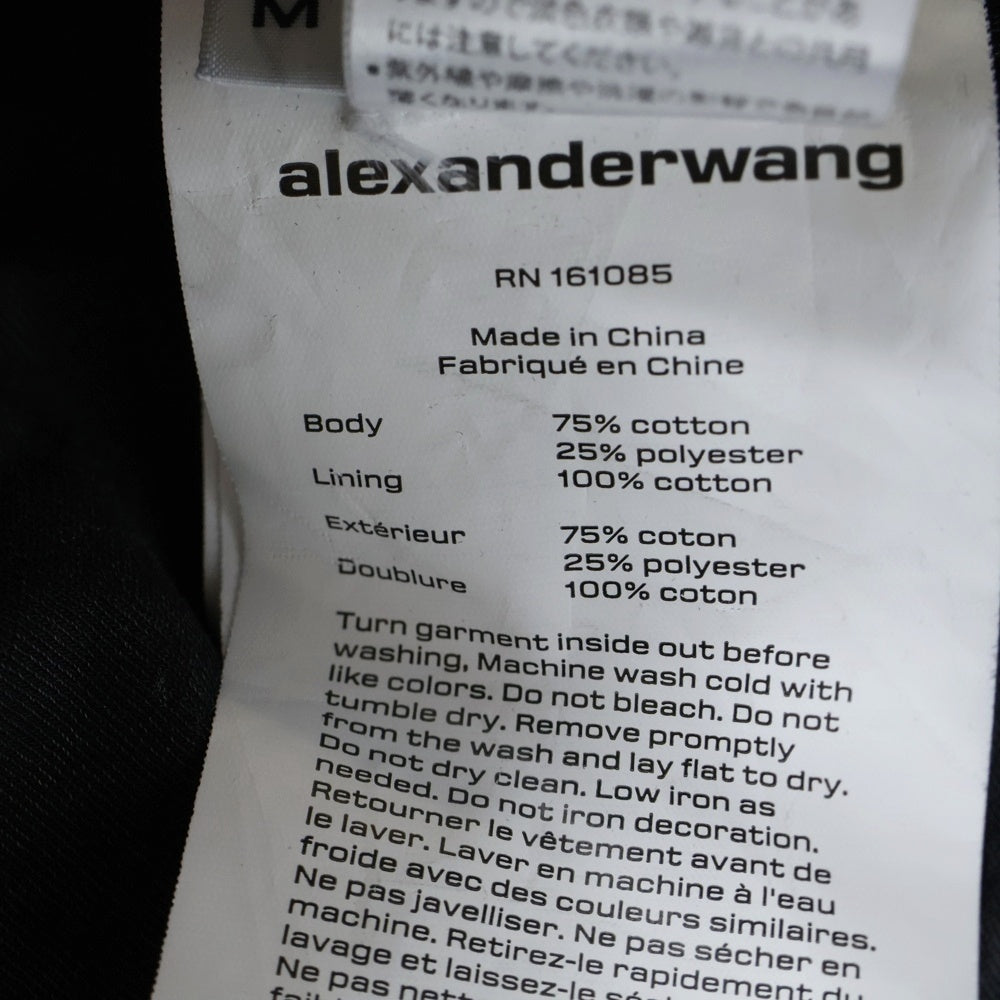 M
には注意してください。
alexanderwang
RN 161085
Made in China
Fabriqué en Chine
Body 75% cotton
25% polyester
Lining 100% cotton
Extérieur 75% coton
25% polyester
Doublure 100% coton
Turn garment inside out before
washing, Machine wash cold with
like colors. Do not bleach. Do not
tumble dry. Remove promptly
from the wash and lay flat to dry.
Do not dry clean. Low iron as
needed. Do not iron decoration.
Retourner le vêtement avant de
le laver. Laver en machine à l'eau
froide avec des couleurs similaires.
Ne pas javelliser. Ne pas sécher en
machine. Retirez-le rapidement du
lavage et laissez-le
Ne pas